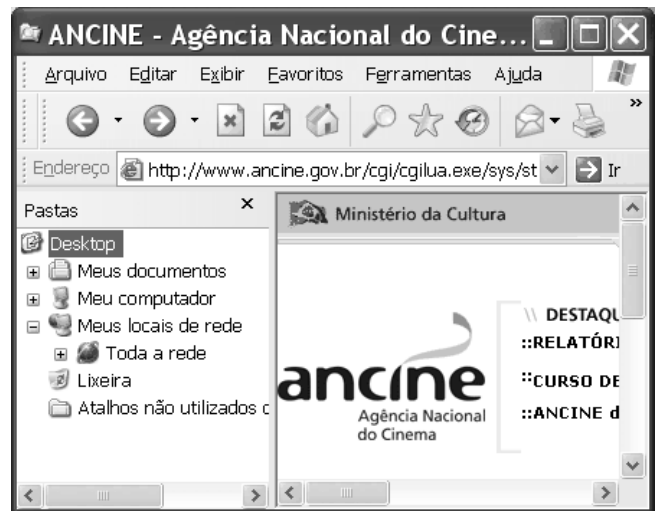 ANCINE - Agência Nacional do Cine...
Arquivo Editar Exibir Favoritos Ferramentas Ajuda
Endereço http://www.ancine.gov.br/cgi/cgilua.exe/sys/st Ir
Pastas
Desktop
Meus documentos
Meu computador
Meus locais de rede
Toda a rede
Lixeira
Atalhos não utilizados
Ministério da Cultura
ancine
Agência Nacional
do Cinema
\\ DESTAQU
::RELATÓRI
::CURSO DE
::ANCINE d